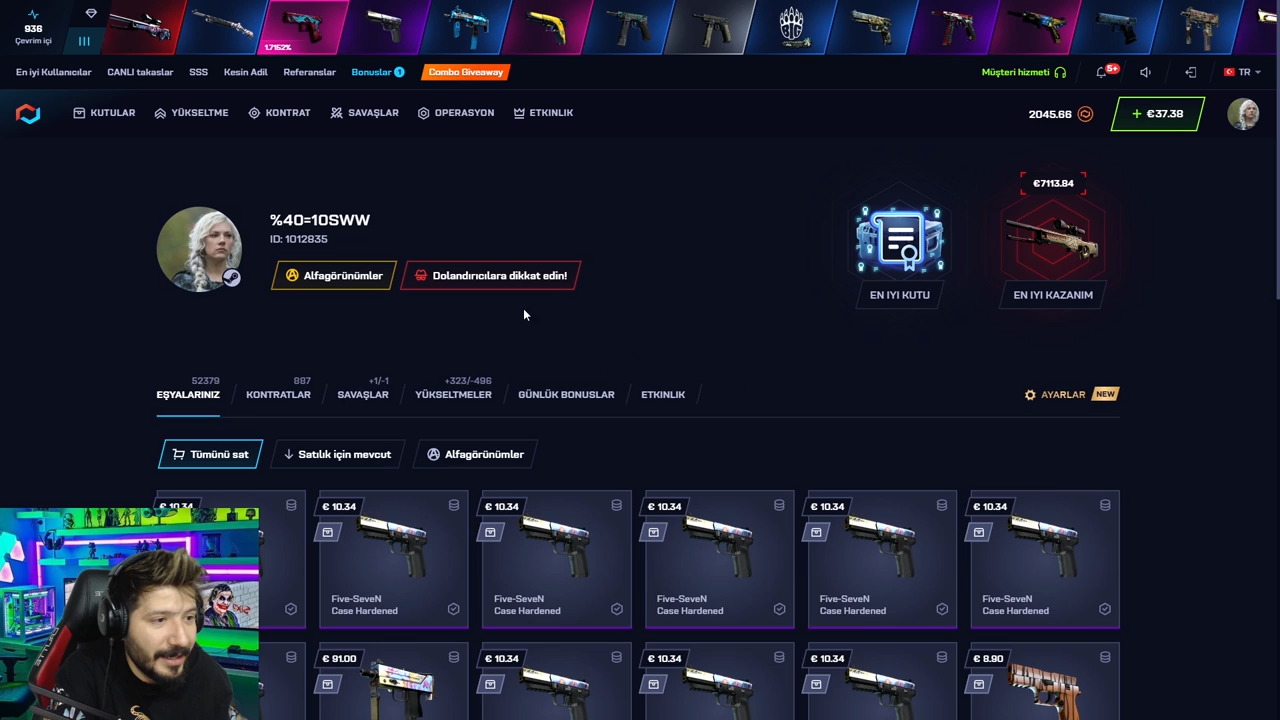 936
Çevrim içi
1.7152%
En iyi Kullanıcılar
CANLI takaslar
SSS
Kesin Adil
Referanslar
Bonuslar 1
Combo Giveaway
Müşteri hizmeti
5+
TR
KUTULAR
YÜKSELTME
KONTRAT
SAVAŞLAR
OPERASYON
ETKINLIK
2045.66
+ €37.38
%40=10SWW
ID: 1012835
Alfagörünümler
Dolandırıcılara dikkat edin!
EN IYI KUTU
€7113.84
EN IYI KAZANIM
52379
EŞYALARINIZ
887
KONTRATLAR
+1/-1
SAVAŞLAR
+323/-496
YÜKSELTMELER
GÜNLÜK BONUSLAR
ETKINLIK
AYARLAR NEW
Tümünü sat
Satılık için mevcut
Alfagörünümler
€ 10.34
€ 10.34
Five-SeveN
Case Hardened
€ 10.34
Five-SeveN
Case Hardened
€ 10.34
Five-SeveN
Case Hardened
€ 10.34
Five-SeveN
Case Hardened
€ 10.34
Five-SeveN
Case Hardened
€ 91.00
€ 10.34
€ 10.34
€ 10.34
€ 8.90